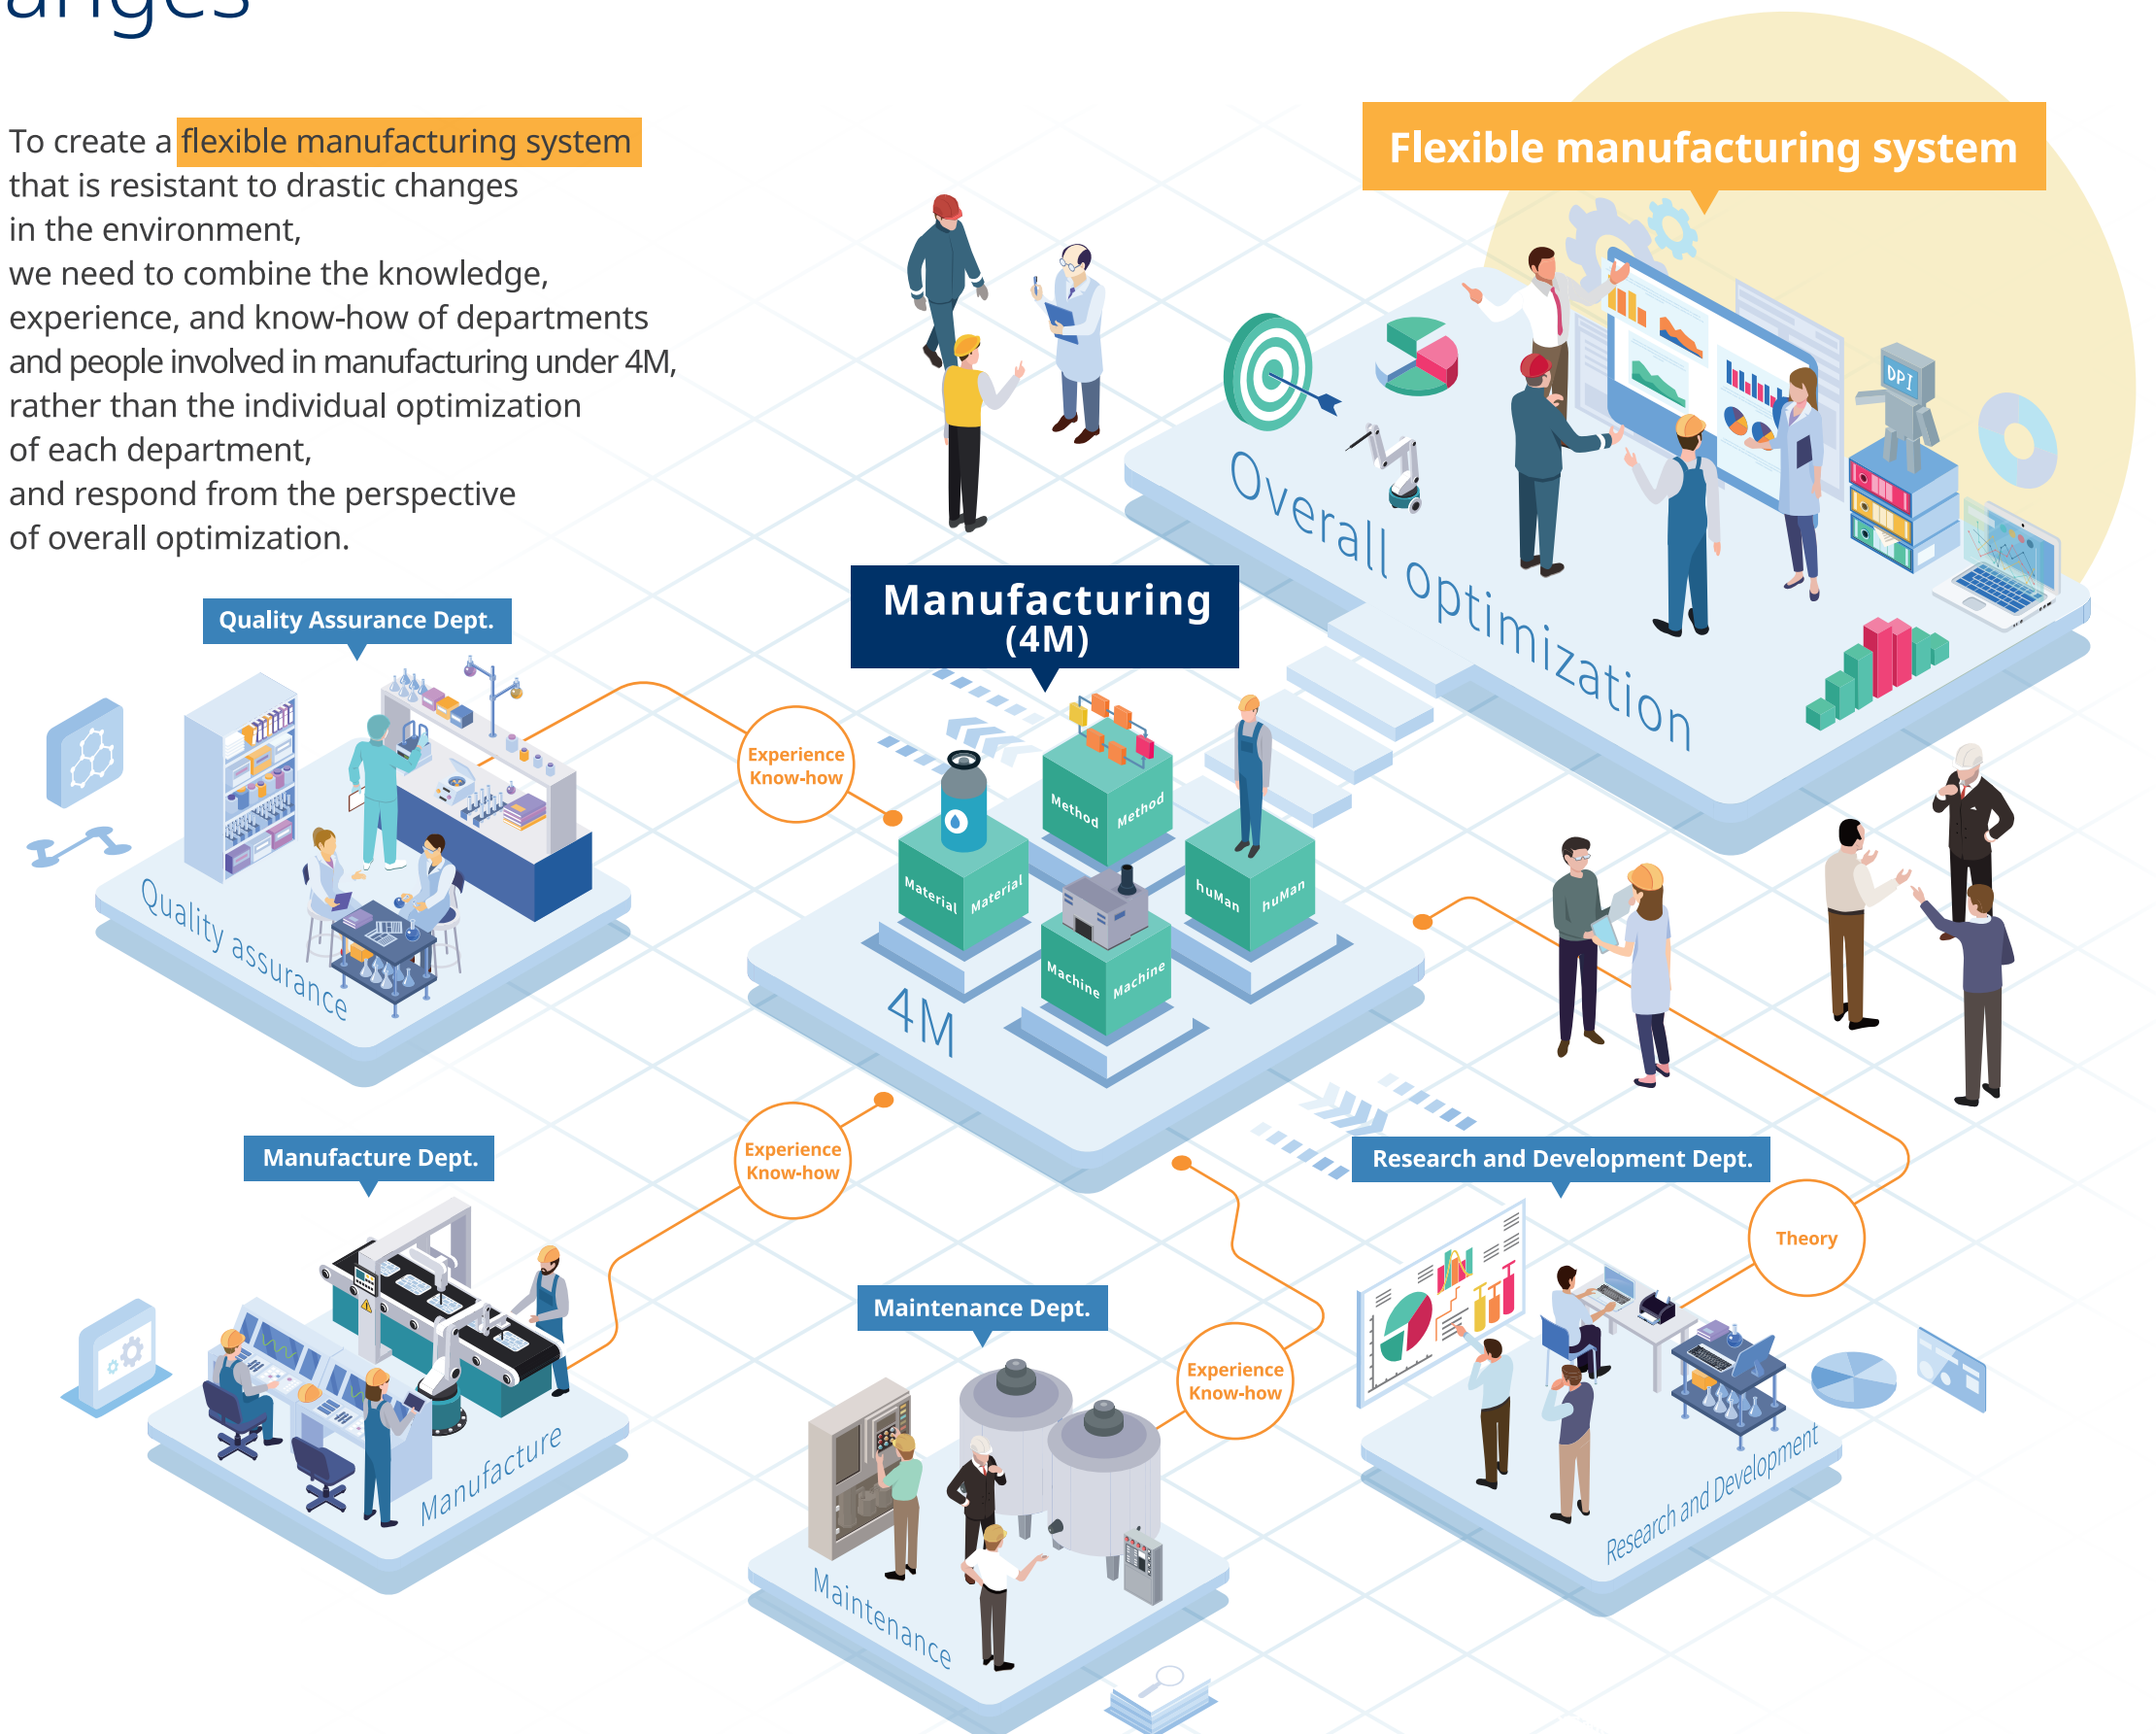 anges
To create a flexible manufacturing system
that is resistant to drastic changes
in the environment,
we need to combine the knowledge,
experience, and know-how of departments
and people involved in manufacturing under 4M,
rather than the individual optimization
of each department,
and respond from the perspective
of overall optimization.
Flexible manufacturing system
DPI
Overall optimization
Manufacturing
(4M)
Quality Assurance Dept.
Experience
Know-how
Method Method
Material Material
huMan huMan
Machine Machine
4M
Quality assurance
Manufacture Dept.
Experience
Know-how
Manufacture
Maintenance Dept.
Experience
Know-how
Maintenance
Research and Development Dept.
Theory
Research and Development